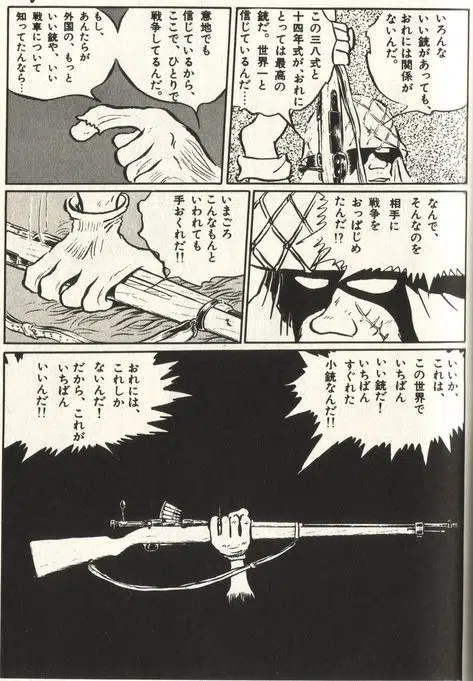 いろんな
いい銃があっても、
おれには関係が
ないんだ。
この三八式と
十四年式が、おれに
とっては最高の
銃だ。世界一と
信じているんだ…
意地でも
信じているから、
ここで、ひとりで
戦争してるんだ。
もし、
あんたらが
外国の、もっと
いい銃や、いい
戦車について
知ってたんなら…
なんで、
そんなのを
相手に
戦争を
おっぱじめ
たんだ!?
いまごろ
こんなもんと
いわれても
手おくれだ!!
いいか、
これは、
この世界で
いちばん
いい銃だ!
いちばん
すぐれた
小銃なんだ!!
おれには、
これしか
ないんだ!
だから、これが
いちばん
いいんだ!!